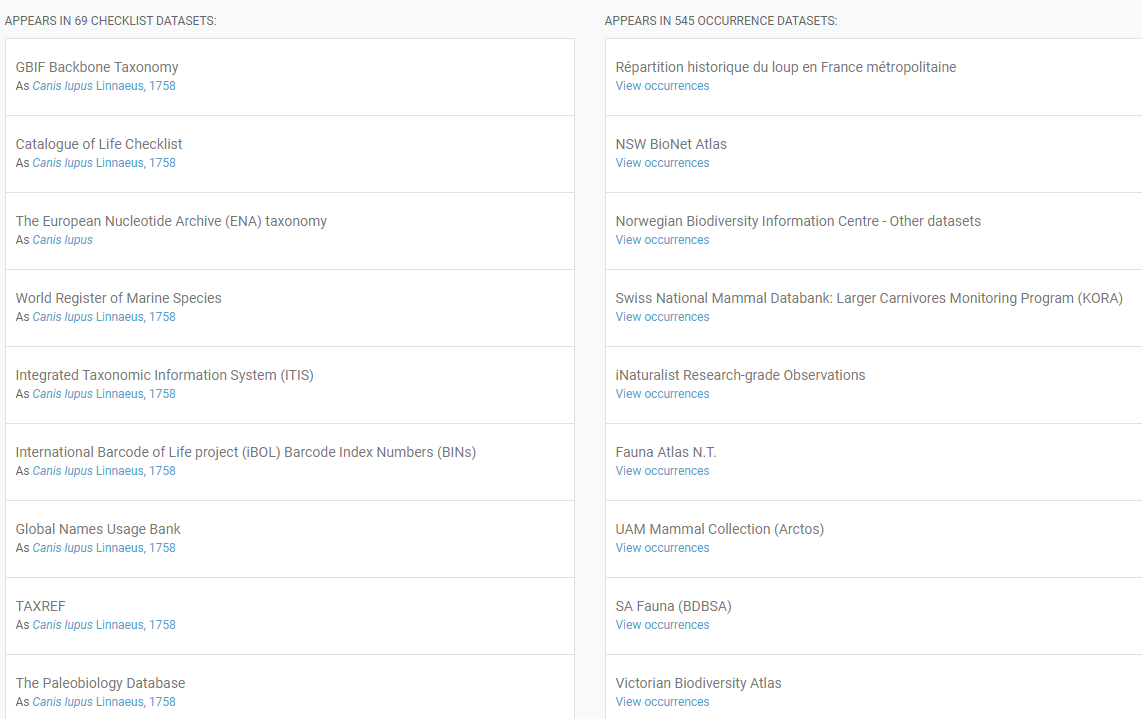 APPEARS IN 69 CHECKLIST DATASETS:
GBIF Backbone Taxonomy
As Canis lupus Linnaeus, 1758
Catalogue of Life Checklist
As Canis lupus Linnaeus, 1758
The European Nucleotide Archive (ENA) taxonomy
As Canis lupus
World Register of Marine Species
As Canis lupus Linnaeus, 1758
Integrated Taxonomic Information System (ITIS)
As Canis lupus Linnaeus, 1758
International Barcode of Life project (iBOL) Barcode Index Numbers (BINs)
As Canis lupus Linnaeus, 1758
Global Names Usage Bank
As Canis lupus Linnaeus, 1758
TAXREF
As Canis lupus Linnaeus, 1758
The Paleobiology Database
As Canis lupus Linnaeus, 1758
APPEARS IN 545 OCCURRENCE DATASETS:
Répartition historique du loup en France métropolitaine
View occurrences
NSW BioNet Atlas
View occurrences
Norwegian Biodiversity Information Centre - Other datasets
View occurrences
Swiss National Mammal Databank: Larger Carnivores Monitoring Program (KORA)
View occurrences
iNaturalist Research-grade Observations
View occurrences
Fauna Atlas N.T.
View occurrences
UAM Mammal Collection (Arctos)
View occurrences
SA Fauna (BDBSA)
View occurrences
Victorian Biodiversity Atlas
View occurrences